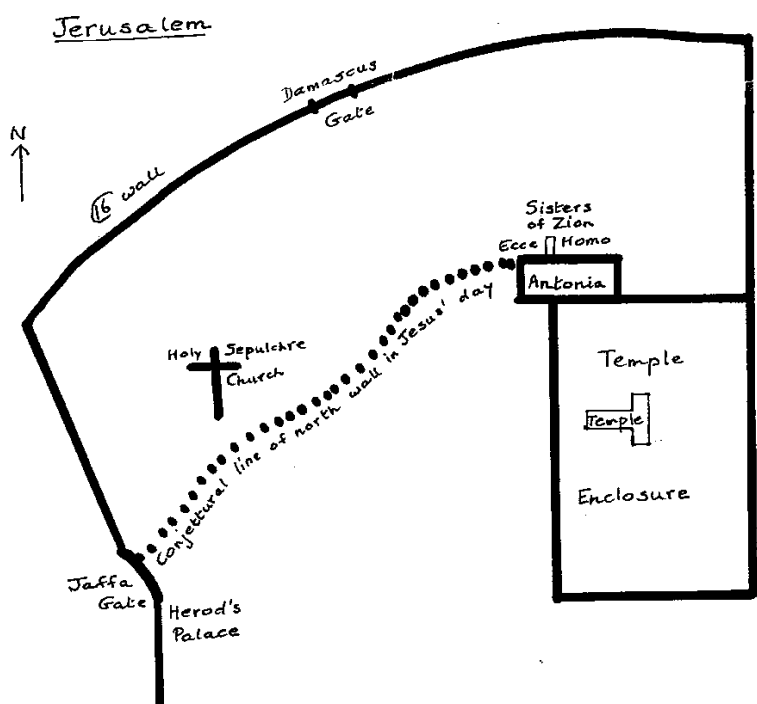 Jerusalem
Damascus
Gate
N
16 wall
Sisters
of Zion
Ecce Homo
Antonia
Conjettural line of north wall in Jesus' day
Holy Sepulchre
Church
Temple
Temple
Enclosure
Jaffa
Gate
Herod's
Palace